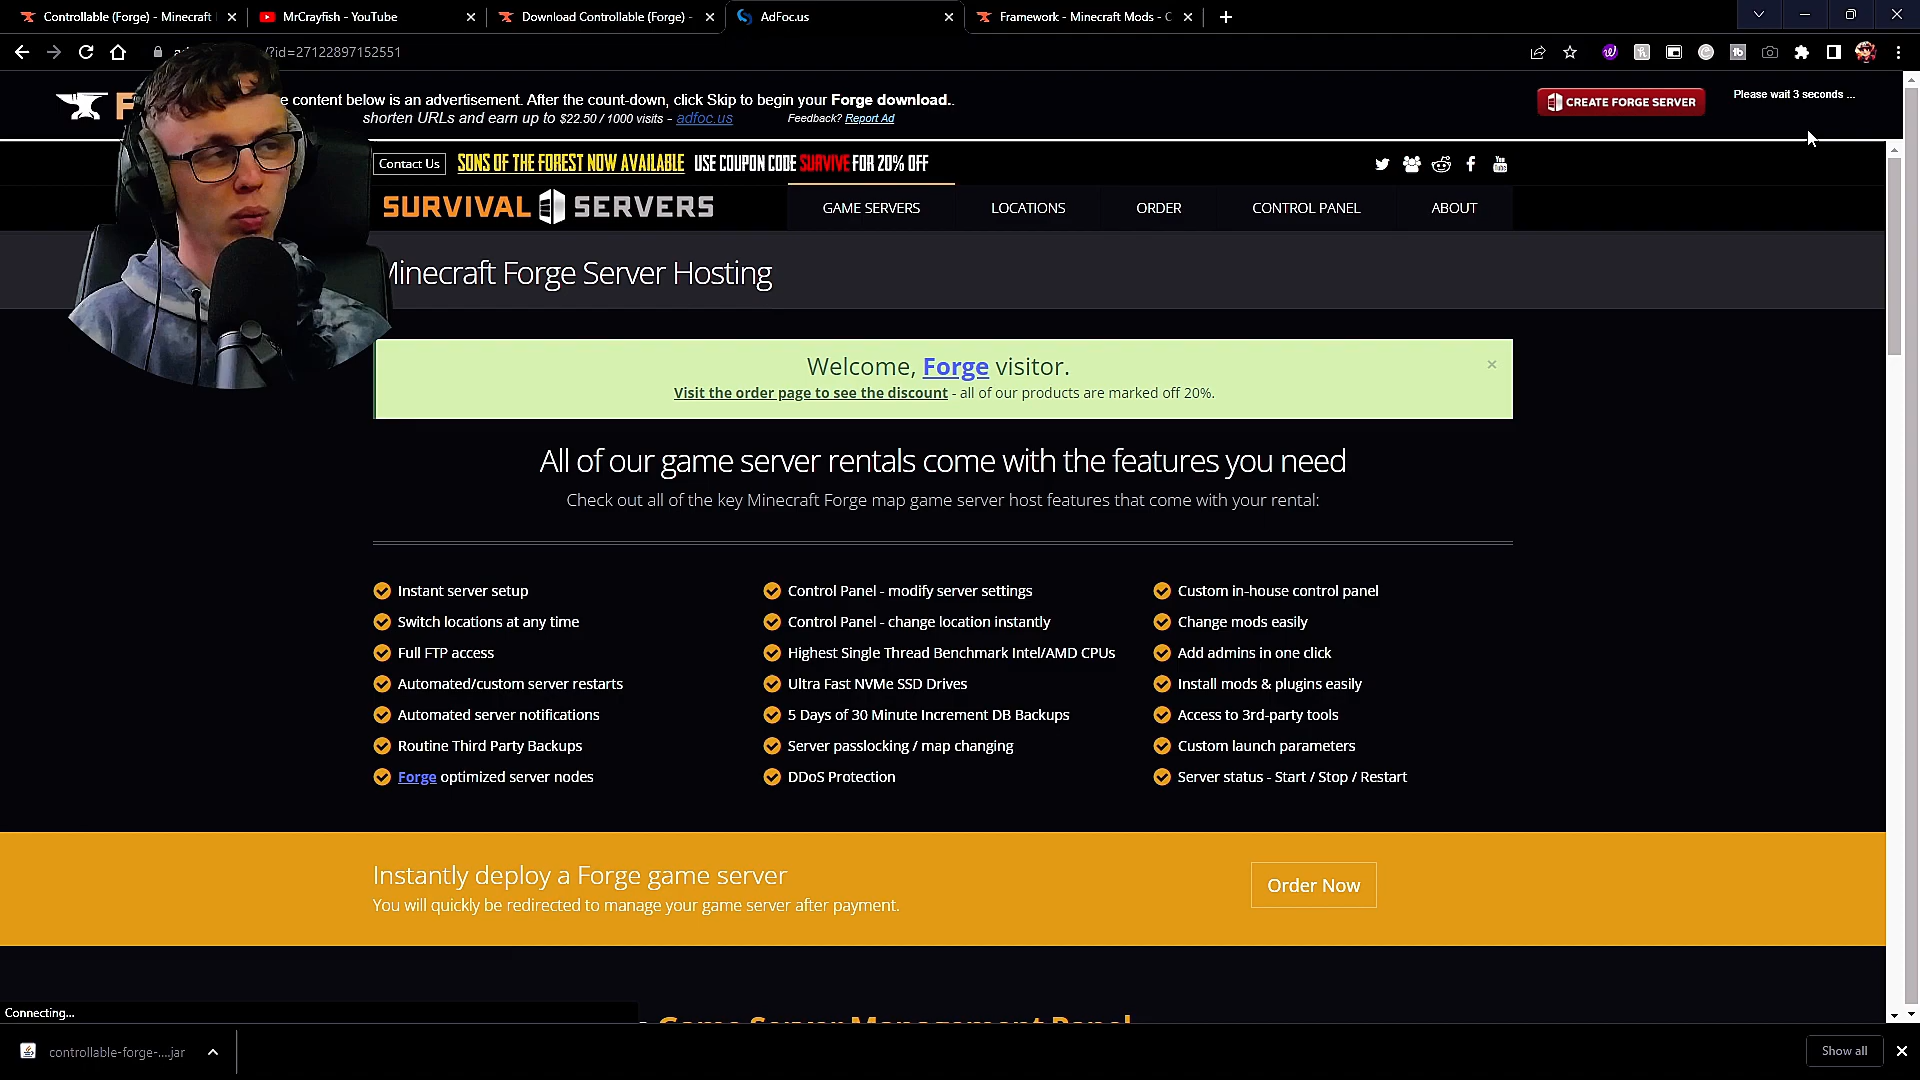 Controllable (Forge) - Minecraft
MrCrayfish - YouTube
Download Controllable (Forge) -
AdFoc.us
Framework - Minecraft Mods - C
/?id=27122897152551
content below is an advertisement. After the count-down, click Skip to begin your Forge download..
shorten URLs and earn up to $22.50 / 1000 visits - adfoc.us
Feedback? Report Ad
CREATE FORGE SERVER
Please wait 3 seconds ...
Contact Us
SONS OF THE FOREST NOW AVAILABLE USE COUPON CODE SURVIVE FOR 20% OFF
SURVIVAL SERVERS
GAME SERVERS
LOCATIONS
ORDER
CONTROL PANEL
ABOUT
Minecraft Forge Server Hosting
Welcome, Forge visitor.
Visit the order page to see the discount - all of our products are marked off 20%.
All of our game server rentals come with the features you need
Check out all of the key Minecraft Forge map game server host features that come with your rental:
Instant server setup
Control Panel - modify server settings
Custom in-house control panel
Switch locations at any time
Control Panel - change location instantly
Change mods easily
Full FTP access
Highest Single Thread Benchmark Intel/AMD CPUs
Add admins in one click
Automated/custom server restarts
Ultra Fast NVMe SSD Drives
Install mods & plugins easily
Automated server notifications
5 Days of 30 Minute Increment DB Backups
Access to 3rd-party tools
Routine Third Party Backups
Server passlocking / map changing
Custom launch parameters
Forge optimized server nodes
DDoS Protection
Server status - Start / Stop / Restart
Instantly deploy a Forge game server
You will quickly be redirected to manage your game server after payment.
Order Now
Game Server Management Panel
Connecting...
controllable-forge-....jar
Show all